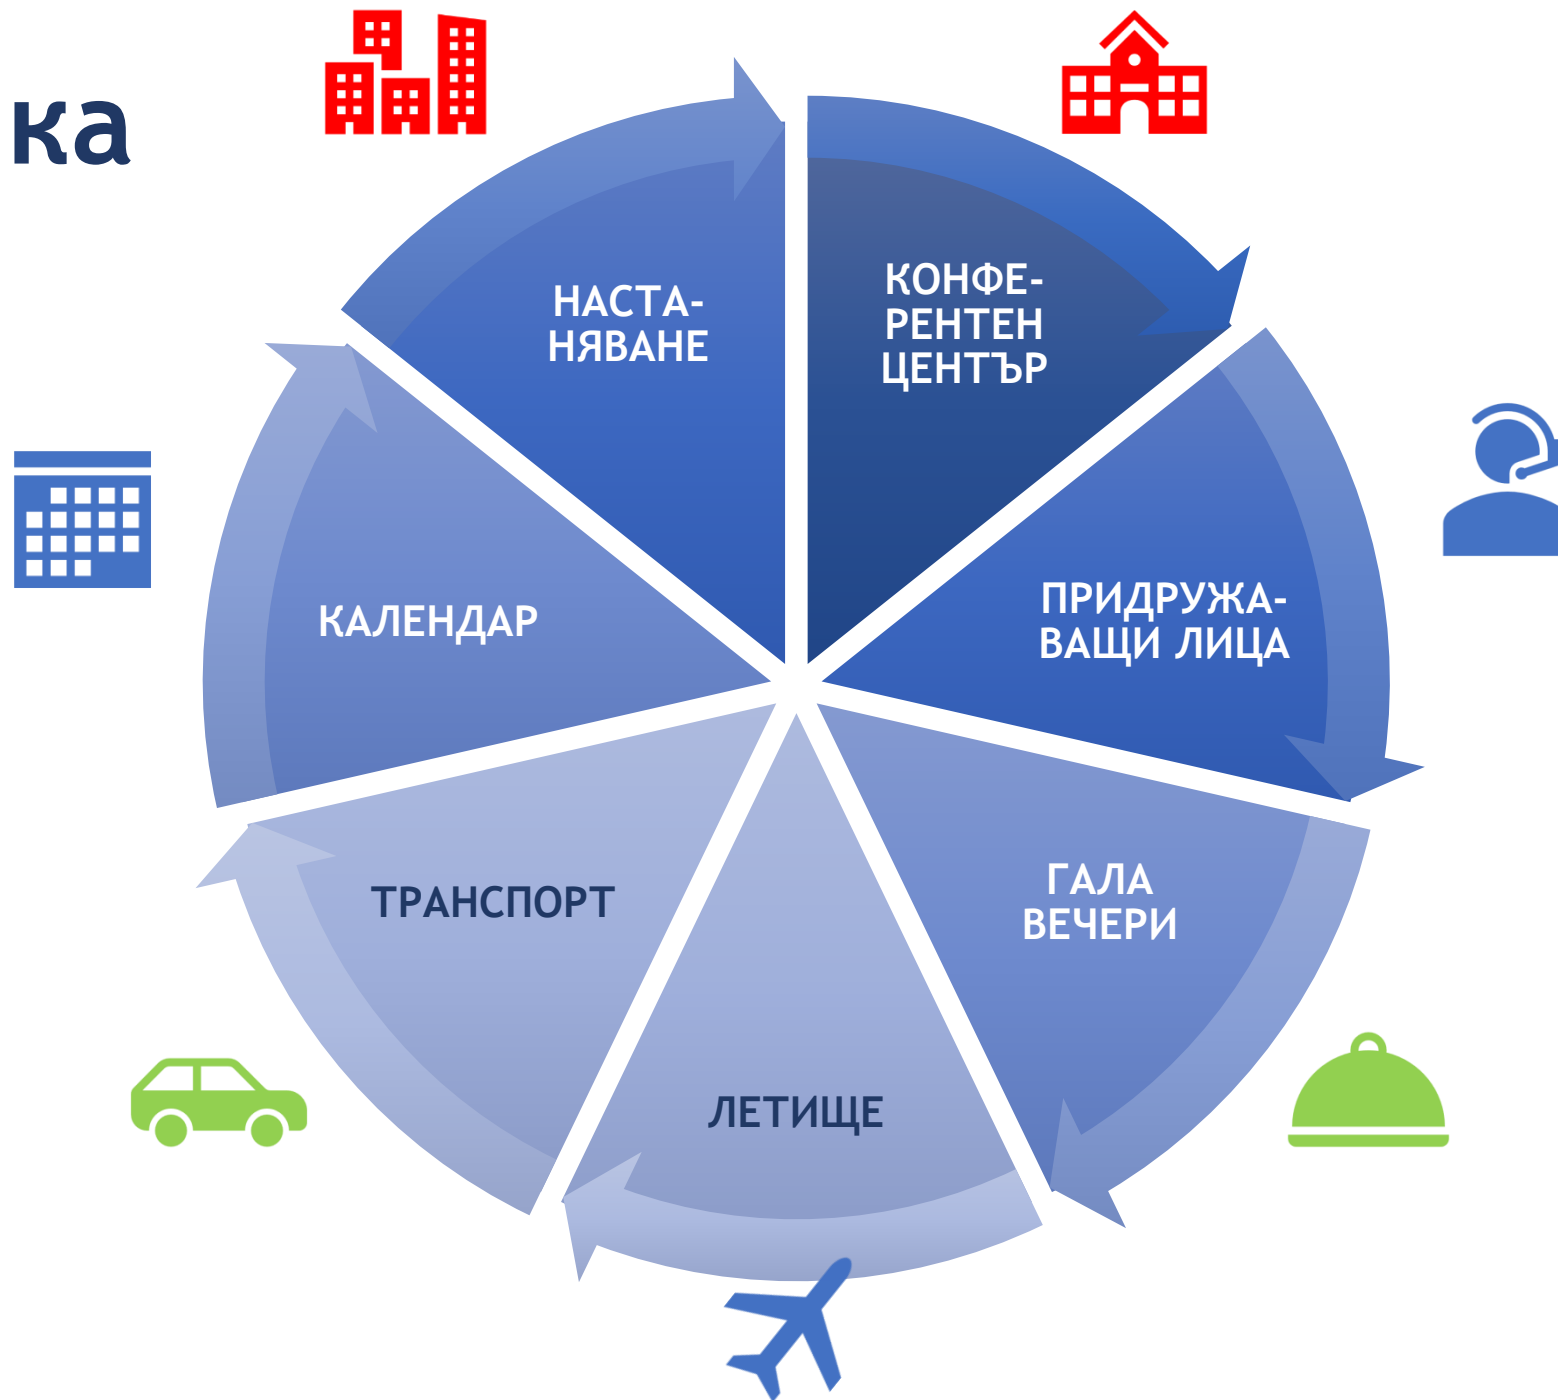 ка
НАСТА-
НЯВАНЕ
КОНФЕ-
РЕНТЕН
ЦЕНТЪР
ПРИДРУЖА-
ВАЩИ ЛИЦА
КАЛЕНДАР
ГАЛА
ВЕЧЕРИ
ТРАНСПОРТ
ЛЕТИЩЕ